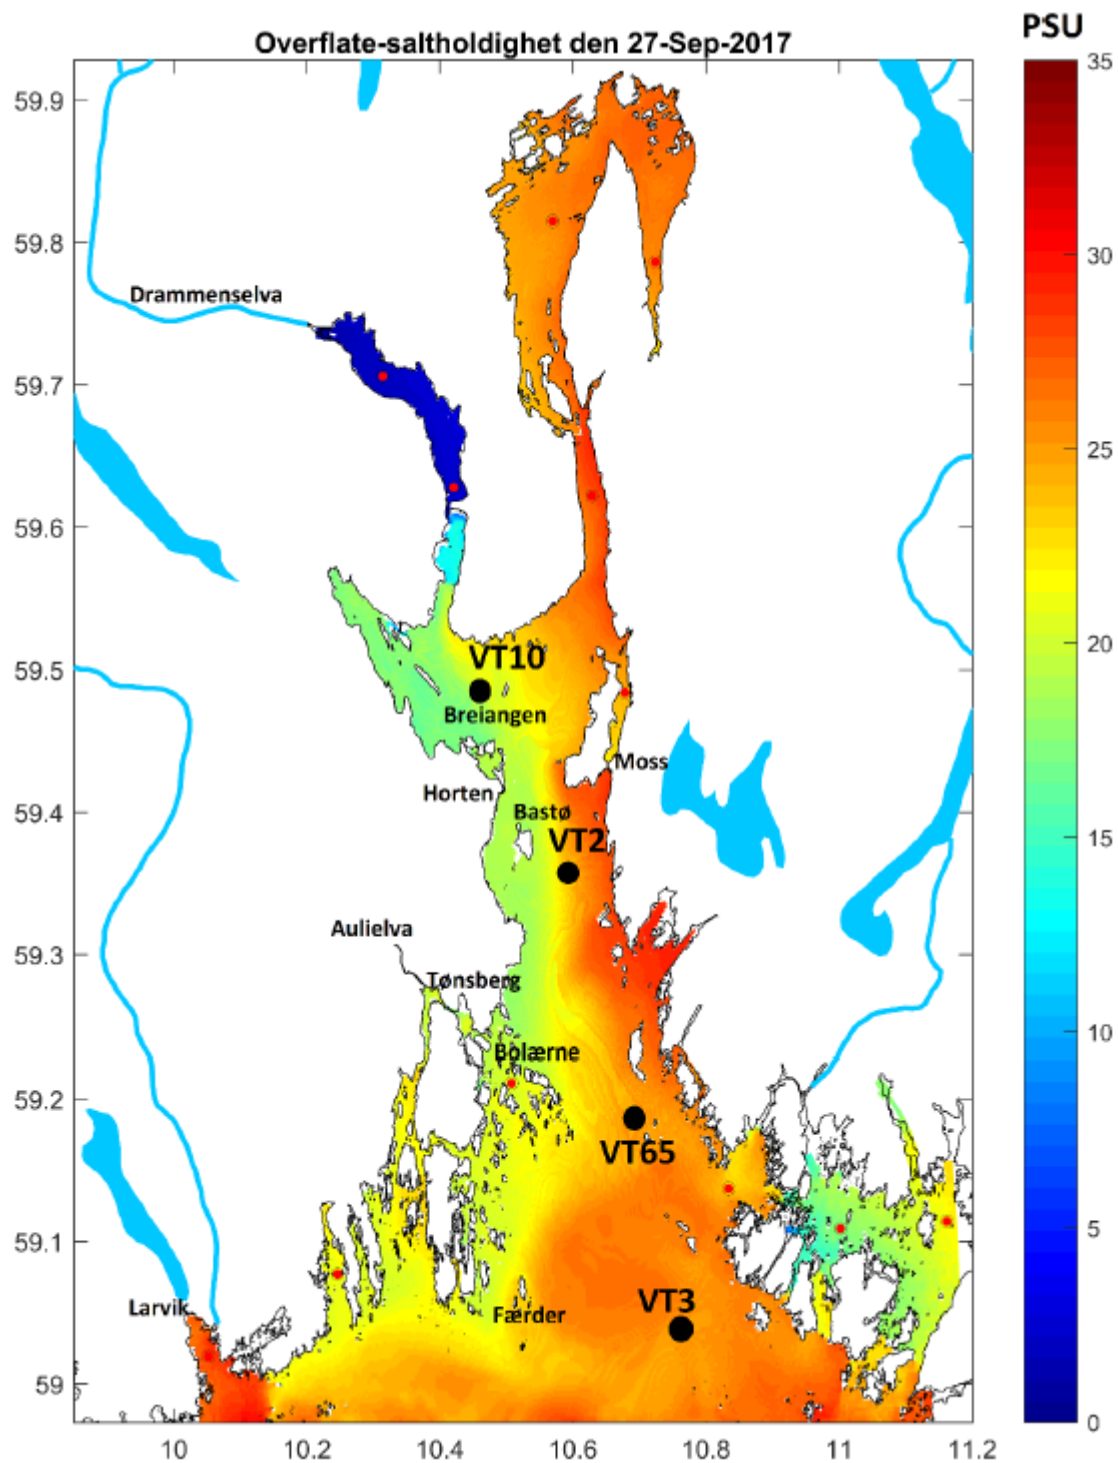 PSU
Overflate-saltholdighet den 27-Sep-2017
35
59.9
59.8
30
Drammenselva
59.7
25
59.6
20
59.5
VT10
Breiangen
Moss
Horten
15
59.4
Bastø
VT2
Aulielva
59.3
10
Tønsberg
Bolærne
59.2
VT65
5
59.1
Larvik
Færder
VT3
59
0
10
10.2
10.4
10.6
10.8
11
11.2